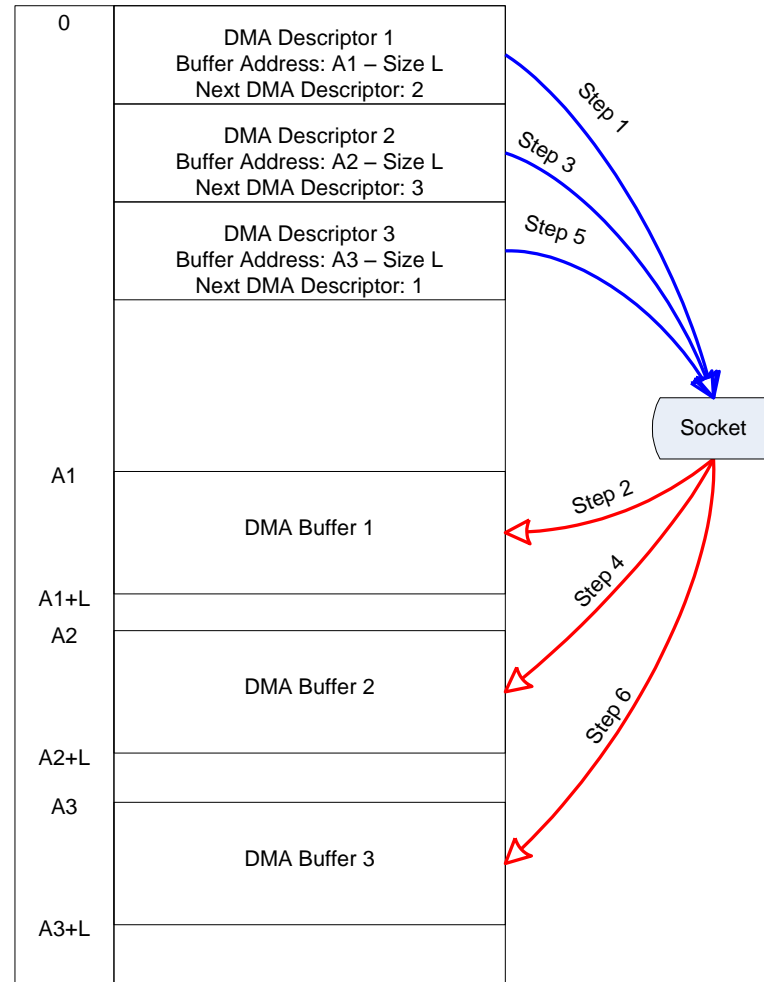 0
DMA Descriptor 1
Buffer Address: A1 – Size L
Next DMA Descriptor: 2
DMA Descriptor 2
Buffer Address: A2 – Size L
Next DMA Descriptor: 3
DMA Descriptor 3
Buffer Address: A3 – Size L
Next DMA Descriptor: 1
Step 1
Step 3
Step 5
Socket
A1
DMA Buffer 1
A1+L
A2
DMA Buffer 2
A2+L
A3
DMA Buffer 3
A3+L
Step 2
Step 4
Step 6